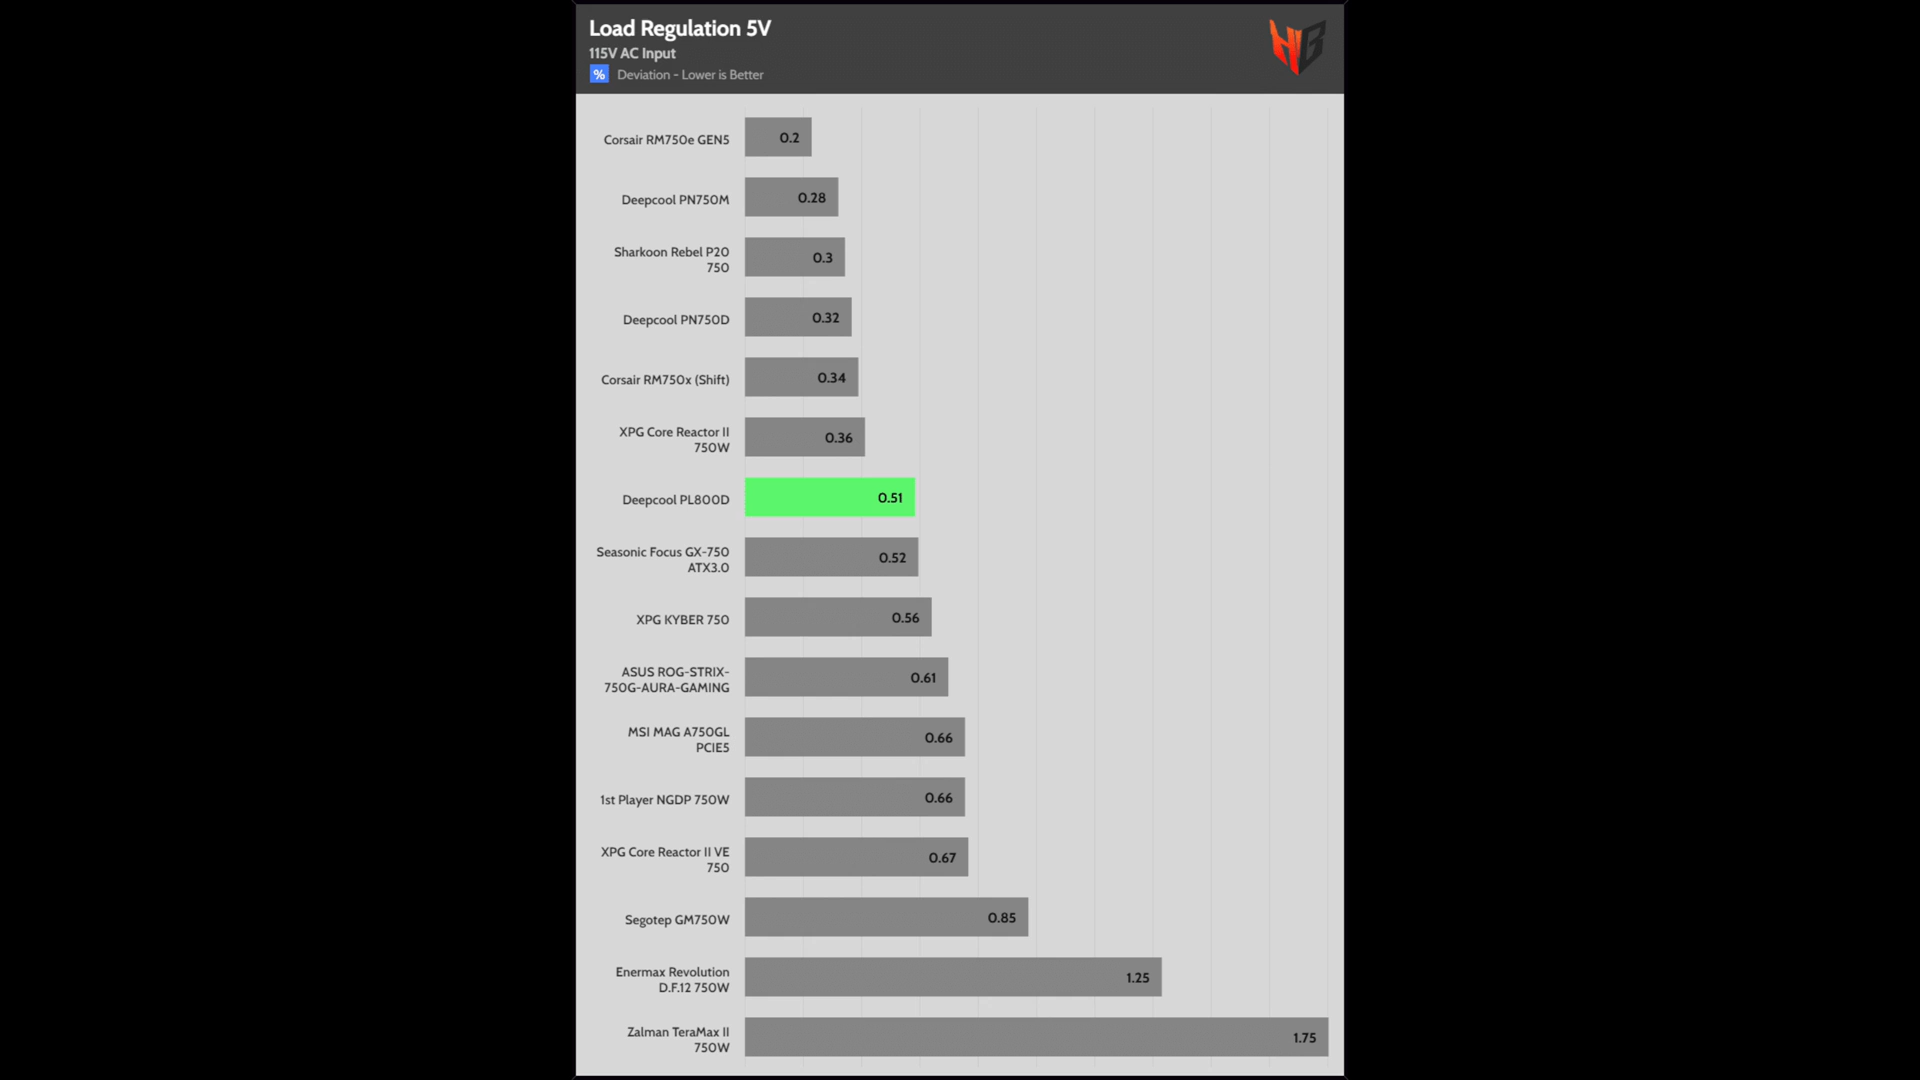 Load Regulation 5V
115V AC Input
% Deviation - Lower is Better
Corsair RM750e GEN5
0.2
Deepcool PN750M
0.28
Sharkoon Rebel P20
750
0.3
Deepcool PN750D
0.32
Corsair RM750x (Shift)
0.34
XPG Core Reactor II
750W
0.36
Deepcool PL800D
0.51
Seasonic Focus GX-750
ATX3.0
0.52
XPG KYBER 750
0.56
ASUS ROG-STRIX-
750G-AURA-GAMING
0.61
MSI MAG A750GL
PCIE5
0.66
1st Player NGDP 750W
0.66
XPG Core Reactor II VE
750
0.67
Segotep GM750W
0.85
Enermax Revolution
D.F.12 750W
1.25
Zalman TeraMax II
750W
1.75